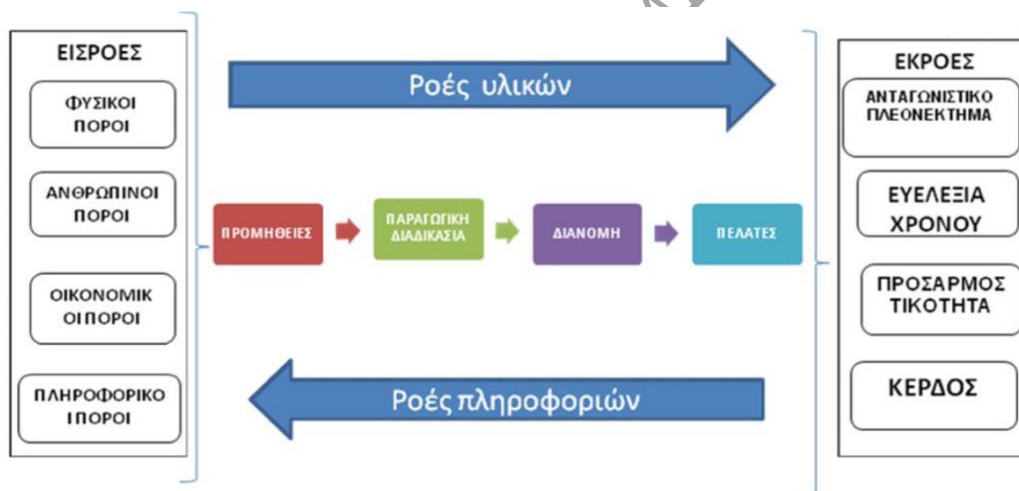 ΕΙΣΡΟΕΣ
ΦΥΣΙΚΟΙ
ΠΟΡΟΙ
ΑΝΘΡΩΠΙΝΟΙ
ΠΟΡΟΙ
ΟΙΚΟΝΟΜΙΚ
ΟΙ ΠΟΡΟΙ
ΠΛΗΡΟΦΟΡΙΚΟ
Ι ΠΟΡΟΙ
Ροές υλικών
ΠΡΟΜΗΘΕΙΕΣ
ΠΑΡΑΓΩΓΙΚΗ
ΔΙΑΔΙΚΑΣΙΑ
ΔΙΑΝΟΜΗ
ΠΕΛΑΤΕΣ
Ροές πληροφοριών
ΕΚΡΟΕΣ
ΑΝΤΑΓΩΝΙΣΤΙΚΟ
ΠΛΕΟΝΕΚΤΗΜΑ
ΕΥΕΛΕΞΙΑ
ΧΡΟΝΟΥ
ΠΡΟΣΑΡΜΟΣ
ΤΙΚΟΤΗΤΑ
ΚΕΡΔΟΣ